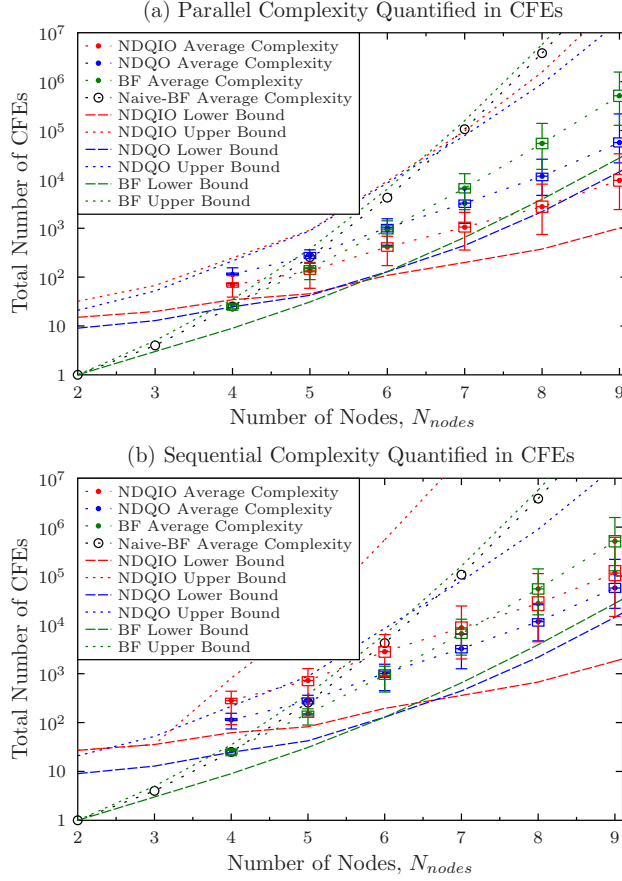 (a) Parallel Complexity Quantified in CFEs
10^7
10^6
10^5
10^4
10^3
10^2
10
1
Total Number of CFEs
NDQIO Average Complexity
NDQO Average Complexity
BF Average Complexity
Naive-BF Average Complexity
NDQIO Lower Bound
NDQIO Upper Bound
NDQO Lower Bound
NDQO Upper Bound
BF Lower Bound
BF Upper Bound
2 3 4 5 6 7 8 9
Number of Nodes, N_{nodes}
(b) Sequential Complexity Quantified in CFEs
10^7
10^6
10^5
10^4
10^3
10^2
10
1
Total Number of CFEs
NDQIO Average Complexity
NDQO Average Complexity
BF Average Complexity
Naive-BF Average Complexity
NDQIO Lower Bound
NDQIO Upper Bound
NDQO Lower Bound
NDQO Upper Bound
BF Lower Bound
BF Upper Bound
2 3 4 5 6 7 8 9
Number of Nodes, N_{nodes}